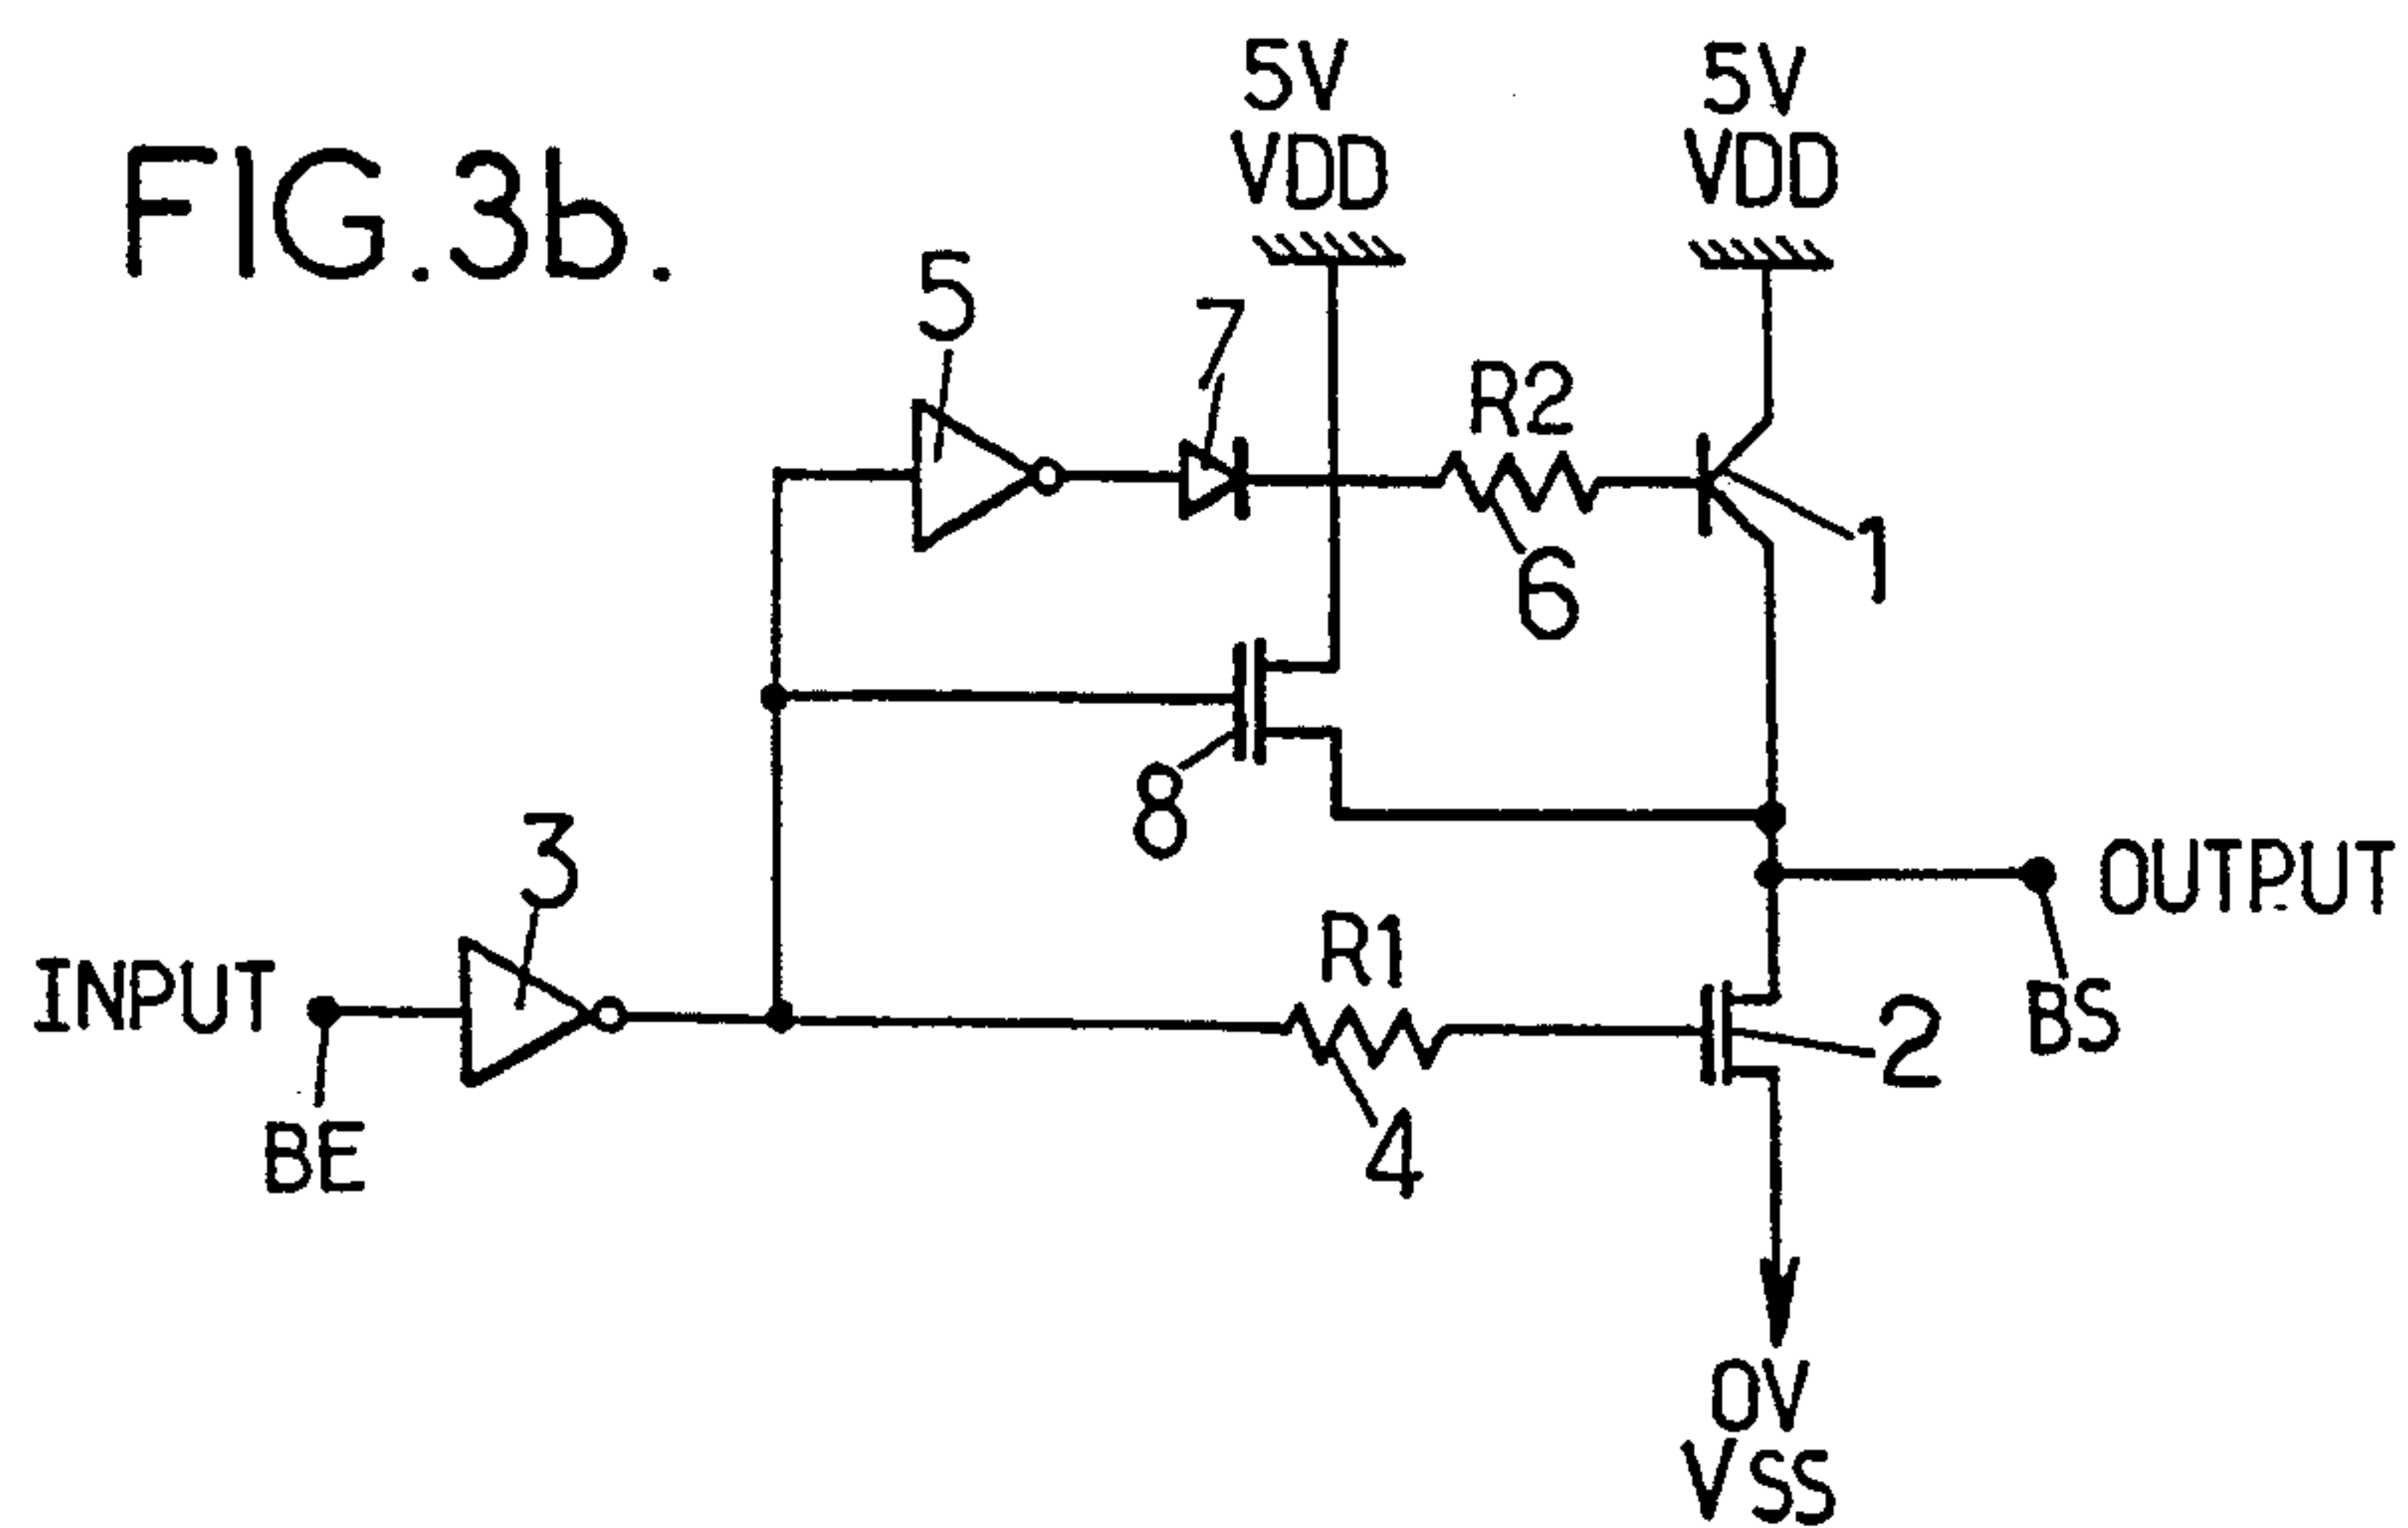 FIG.3b.
5V
VDD
5V
VDD
5
7
R2
6
1
8
3
INPUT
BE
R1
4
2
OUTPUT
BS
0V
VSS